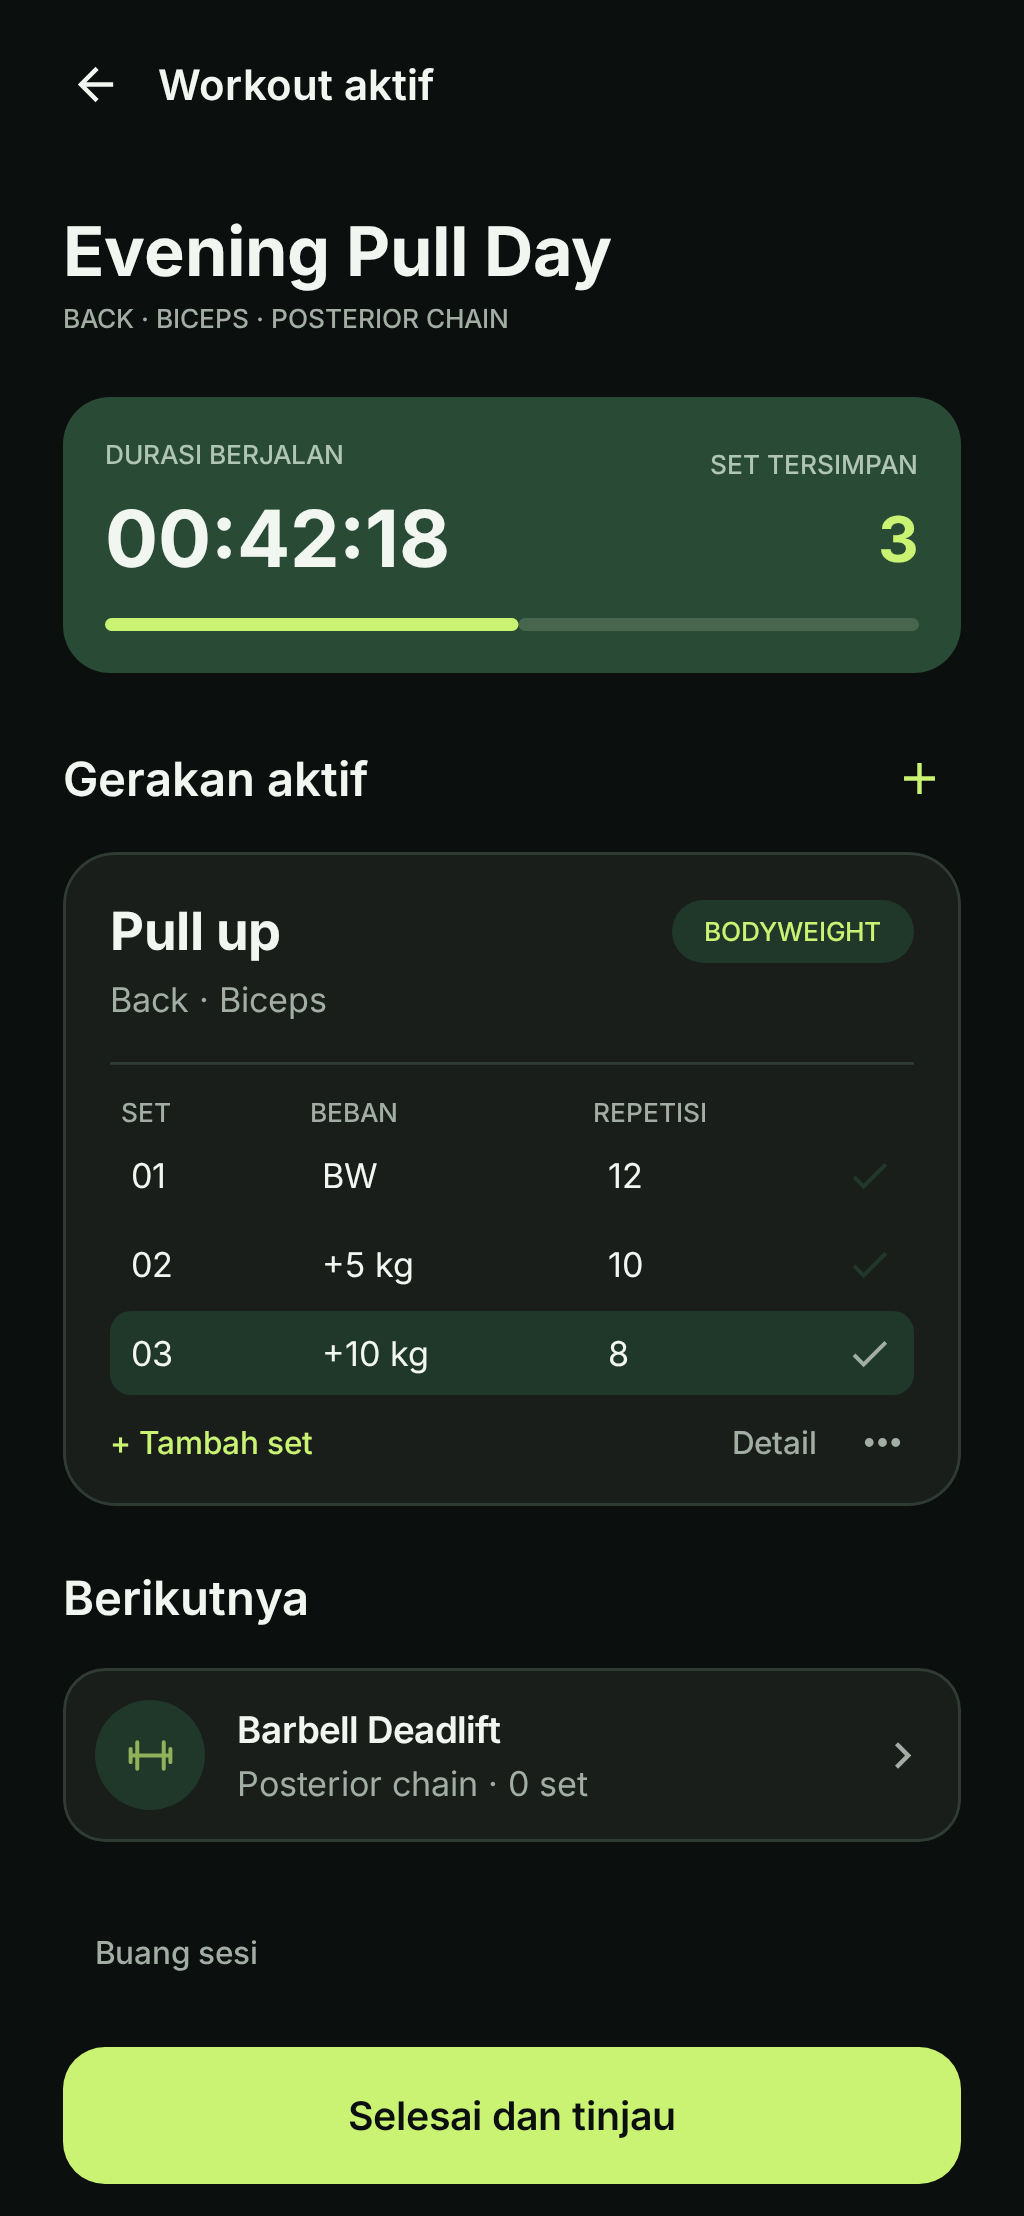 Workout aktif
Evening Pull Day
BACK · BICEPS · POSTERIOR CHAIN
DURASI BERJALAN
SET TERSIMPAN
00:42:18
3
Gerakan aktif
Pull up
BODYWEIGHT
Back · Biceps
SET BEBAN REPETISI
01 BW 12
02 +5 kg 10
03 +10 kg 8
+ Tambah set Detail
Berikutnya
Barbell Deadlift
Posterior chain · 0 set
Buang sesi
Selesai dan tinjau